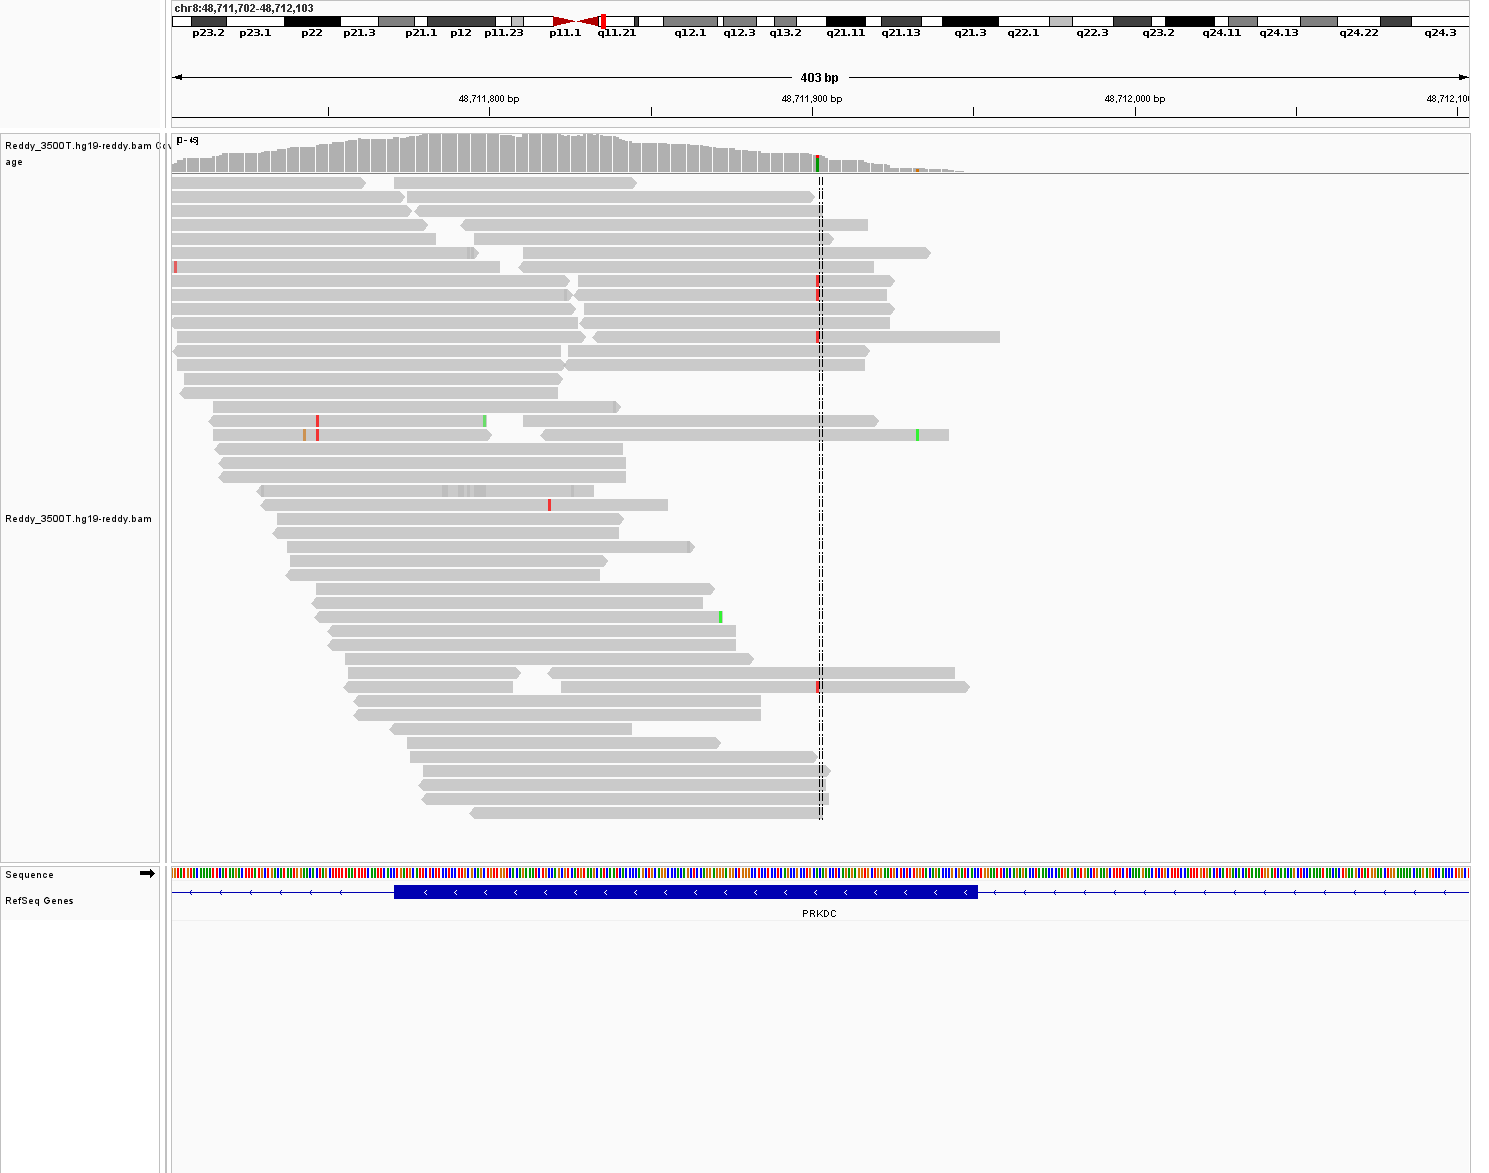 chr8:48,711,702-48,712,103
p23.2 p23.1 p22 p21.3 p21.1 p12 p11.23 p11.1 q11.21 q12.1 q12.3 q13.2 q21.11 q21.13 q21.3 q22.1 q22.3 q23.2 q24.11 q24.13 q24.22 q24.3
403 bp
48,711,800 bp 48,711,900 bp 48,712,000 bp 48,712,100
Reddy_3500T.hg19-reddy.bam Cov
age
[0 - 45]
Reddy_3500T.hg19-reddy.bam
Sequence
RefSeq Genes
PRKDC